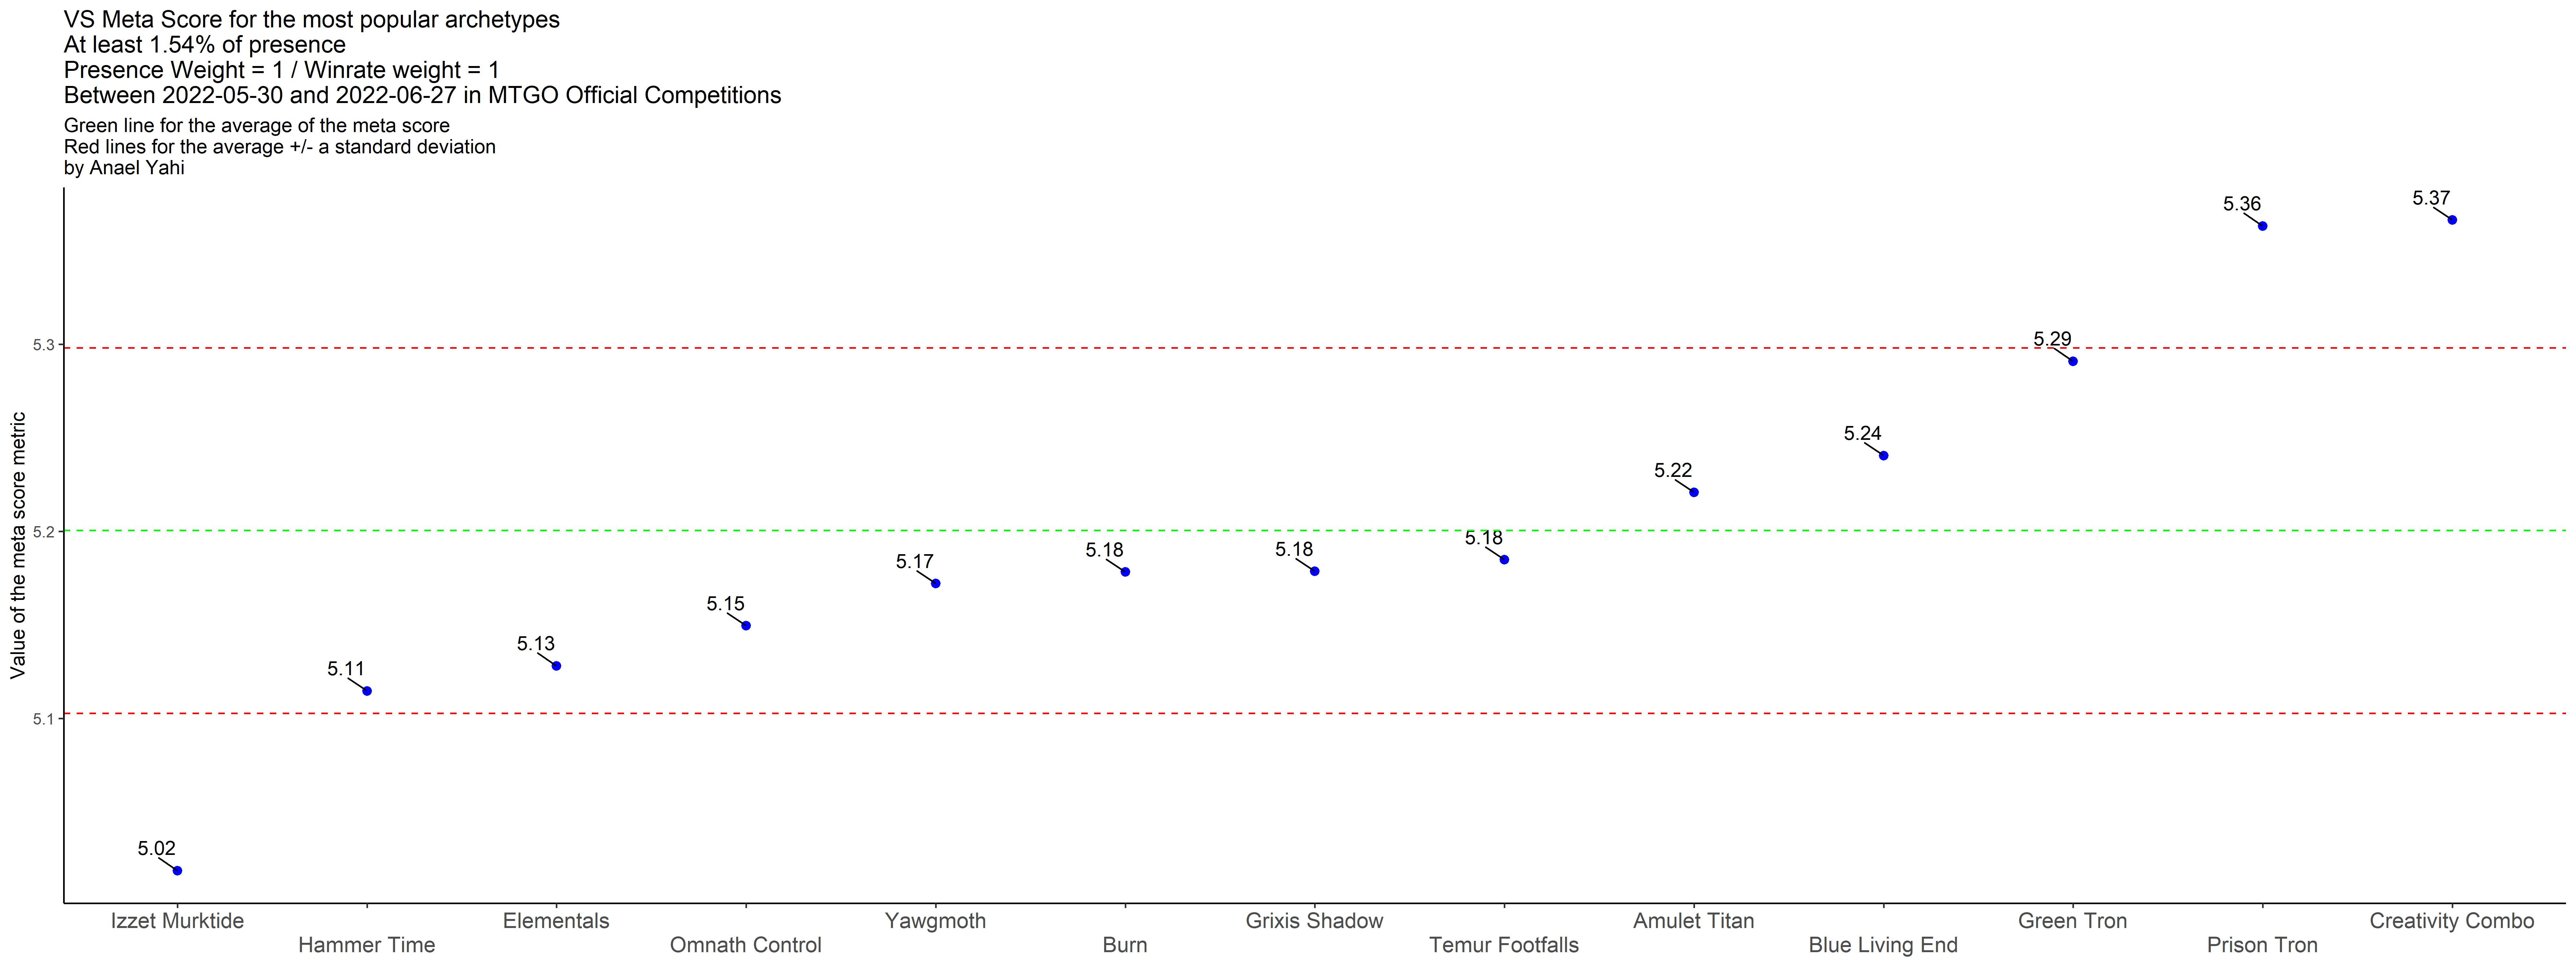 VS Meta Score for the most popular archetypes
At least 1.54% of presence
Presence Weight = 1 / Winrate weight = 1
Between 2022-05-30 and 2022-06-27 in MTGO Official Competitions
Green line for the average of the meta score
Red lines for the average +/- a standard deviation
by Anael Yahi
Value of the meta score metric
5.3
5.2
5.1
5.02
5.11
5.13
5.15
5.17
5.18
5.18
5.18
5.22
5.24
5.29
5.36
5.37
Izzet Murktide
Hammer Time
Elementals
Omnath Control
Yawgmoth
Burn
Grixis Shadow
Temur Footfalls
Amulet Titan
Blue Living End
Green Tron
Prison Tron
Creativity Combo